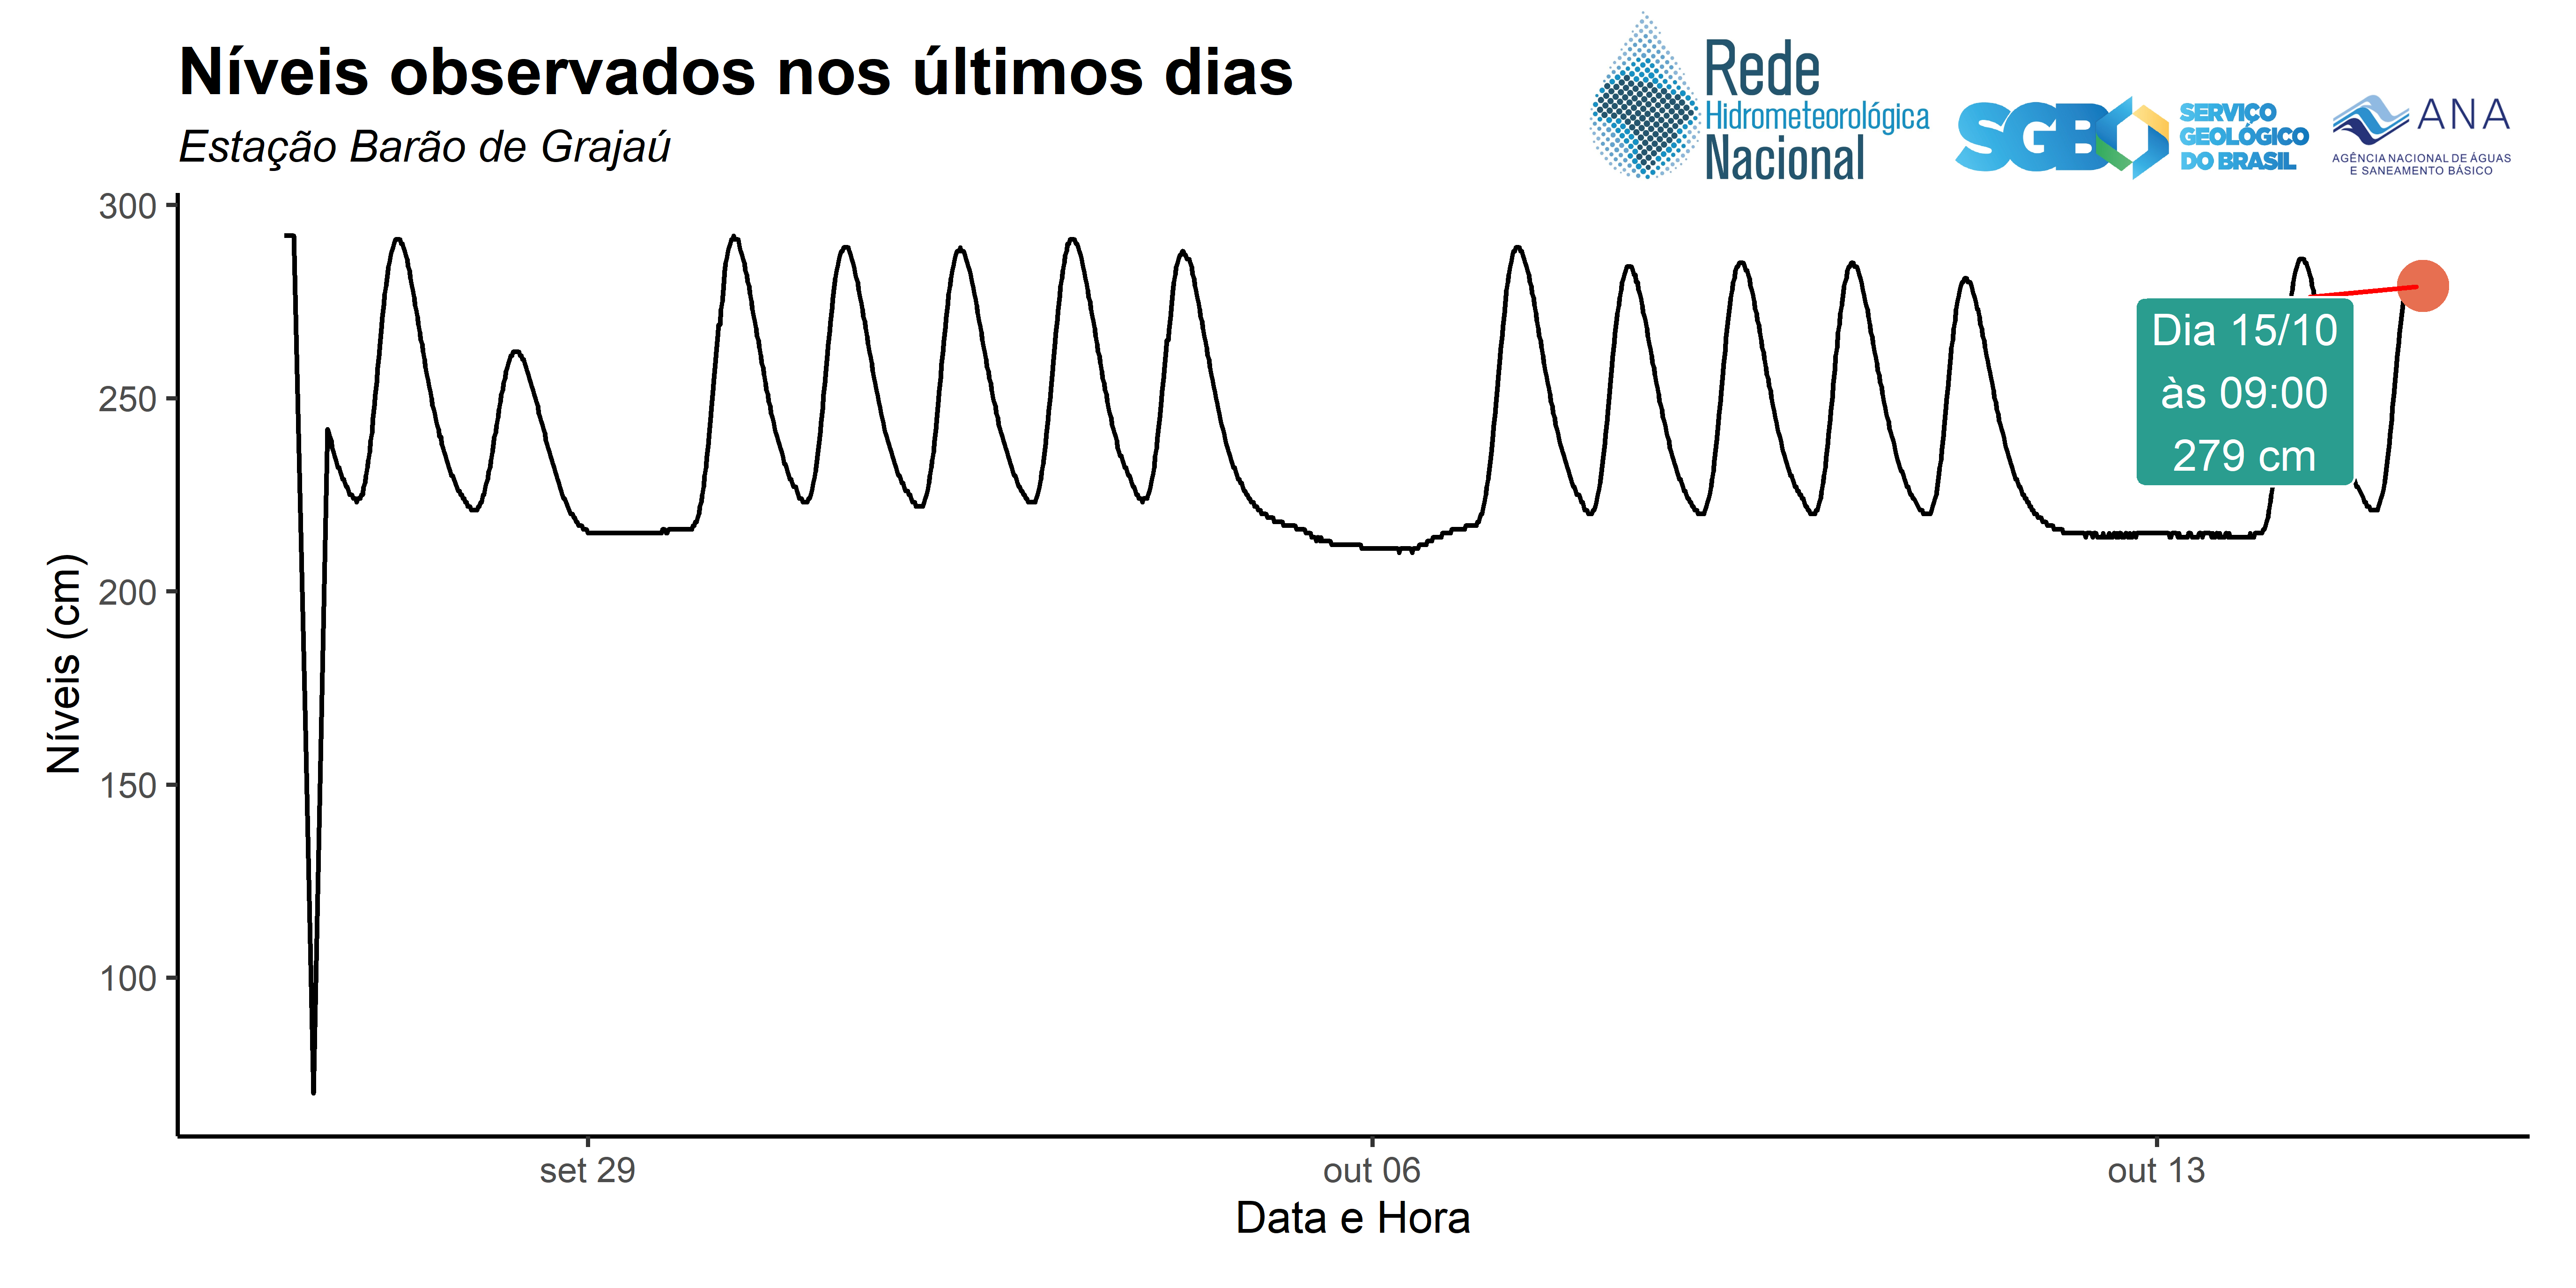 Níveis observados nos últimos dias
Estação Barão de Grajaú
Rede
Hidrometeorológica
Nacional
SGB
SERVIÇO
GEOLÓGICO
DO BRASIL
ANA
AGÊNCIA NACIONAL DE ÁGUAS
E SANEAMENTO BÁSICO
300
250
200
150
100
Níveis (cm)
Dia 15/10
às 09:00
279 cm
set 29
out 06
out 13
Data e Hora